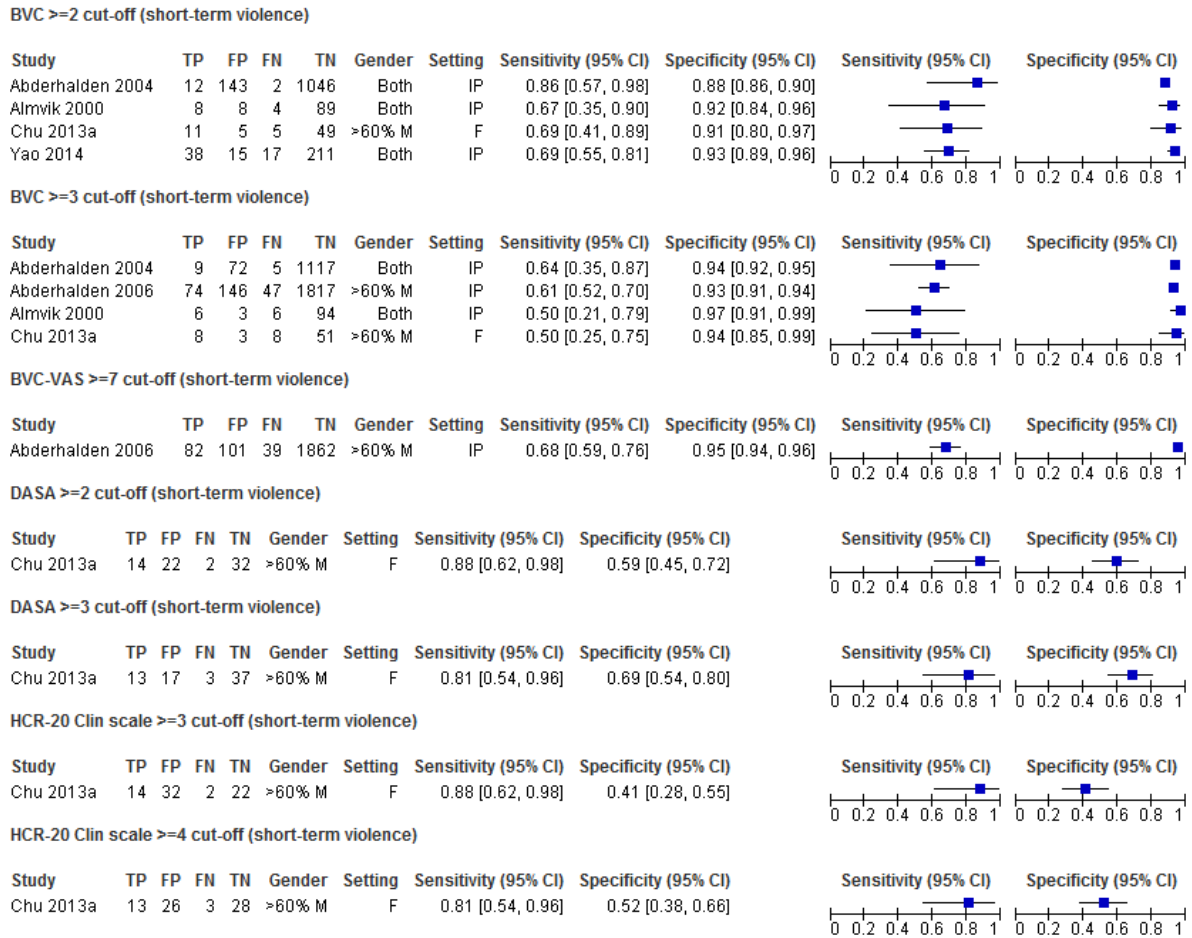 BVC >=2 cut-off (short-term violence)
Study TP FP FN TN Gender Setting Sensitivity (95% CI) Specificity (95% CI) Sensitivity (95% CI) Specificity (95% CI)
Abderhalden 2004 12 143 2 1046 Both IP 0.86 [0.57, 0.98] 0.88 [0.86, 0.90]
Almvik 2000 8 8 4 89 Both IP 0.67 [0.35, 0.90] 0.92 [0.84, 0.96]
Chu 2013a 11 5 5 49 >60% M F 0.69 [0.41, 0.89] 0.91 [0.80, 0.97]
Yao 2014 38 15 17 211 Both IP 0.69 [0.55, 0.81] 0.93 [0.89, 0.96]
0 0.2 0.4 0.6 0.8 1 0 0.2 0.4 0.6 0.8 1
BVC >=3 cut-off (short-term violence)
Study TP FP FN TN Gender Setting Sensitivity (95% CI) Specificity (95% CI) Sensitivity (95% CI) Specificity (95% CI)
Abderhalden 2004 9 72 5 1117 Both IP 0.64 [0.35, 0.87] 0.94 [0.92, 0.95]
Abderhalden 2006 74 146 47 1817 >60% M IP 0.61 [0.52, 0.70] 0.93 [0.91, 0.94]
Almvik 2000 6 3 6 94 Both IP 0.50 [0.21, 0.79] 0.97 [0.91, 0.99]
Chu 2013a 8 3 8 51 >60% M F 0.50 [0.25, 0.75] 0.94 [0.85, 0.99]
0 0.2 0.4 0.6 0.8 1 0 0.2 0.4 0.6 0.8 1
BVC-VAS >=7 cut-off (short-term violence)
Study TP FP FN TN Gender Setting Sensitivity (95% CI) Specificity (95% CI) Sensitivity (95% CI) Specificity (95% CI)
Abderhalden 2006 82 101 39 1862 >60% M IP 0.68 [0.59, 0.76] 0.95 [0.94, 0.96]
0 0.2 0.4 0.6 0.8 1 0 0.2 0.4 0.6 0.8 1
DASA >=2 cut-off (short-term violence)
Study TP FP FN TN Gender Setting Sensitivity (95% CI) Specificity (95% CI) Sensitivity (95% CI) Specificity (95% CI)
Chu 2013a 14 22 2 32 >60% M F 0.88 [0.62, 0.98] 0.59 [0.45, 0.72]
0 0.2 0.4 0.6 0.8 1 0 0.2 0.4 0.6 0.8 1
DASA >=3 cut-off (short-term violence)
Study TP FP FN TN Gender Setting Sensitivity (95% CI) Specificity (95% CI) Sensitivity (95% CI) Specificity (95% CI)
Chu 2013a 13 17 3 37 >60% M F 0.81 [0.54, 0.96] 0.69 [0.54, 0.80]
0 0.2 0.4 0.6 0.8 1 0 0.2 0.4 0.6 0.8 1
HCR-20 Clin scale >=3 cut-off (short-term violence)
Study TP FP FN TN Gender Setting Sensitivity (95% CI) Specificity (95% CI) Sensitivity (95% CI) Specificity (95% CI)
Chu 2013a 14 32 2 22 >60% M F 0.88 [0.62, 0.98] 0.41 [0.28, 0.55]
0 0.2 0.4 0.6 0.8 1 0 0.2 0.4 0.6 0.8 1
HCR-20 Clin scale >=4 cut-off (short-term violence)
Study TP FP FN TN Gender Setting Sensitivity (95% CI) Specificity (95% CI) Sensitivity (95% CI) Specificity (95% CI)
Chu 2013a 13 26 3 28 >60% M F 0.81 [0.54, 0.96] 0.52 [0.38, 0.66]
0 0.2 0.4 0.6 0.8 1 0 0.2 0.4 0.6 0.8 1